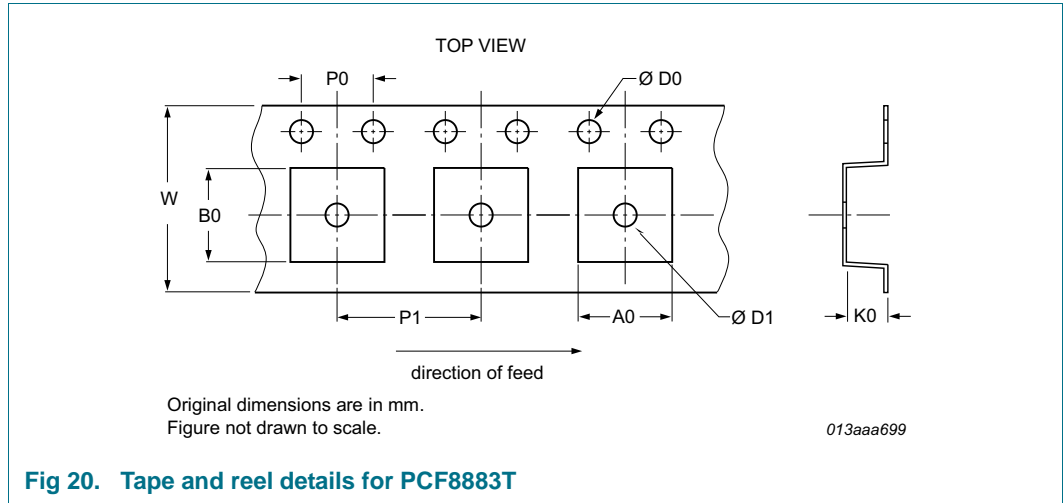 TOP VIEW
P0
Ø D0
W
B0
P1
A0
Ø D1
K0
direction of feed
Original dimensions are in mm.
Figure not drawn to scale.
013aaa699
Fig 20. Tape and reel details for PCF8883T